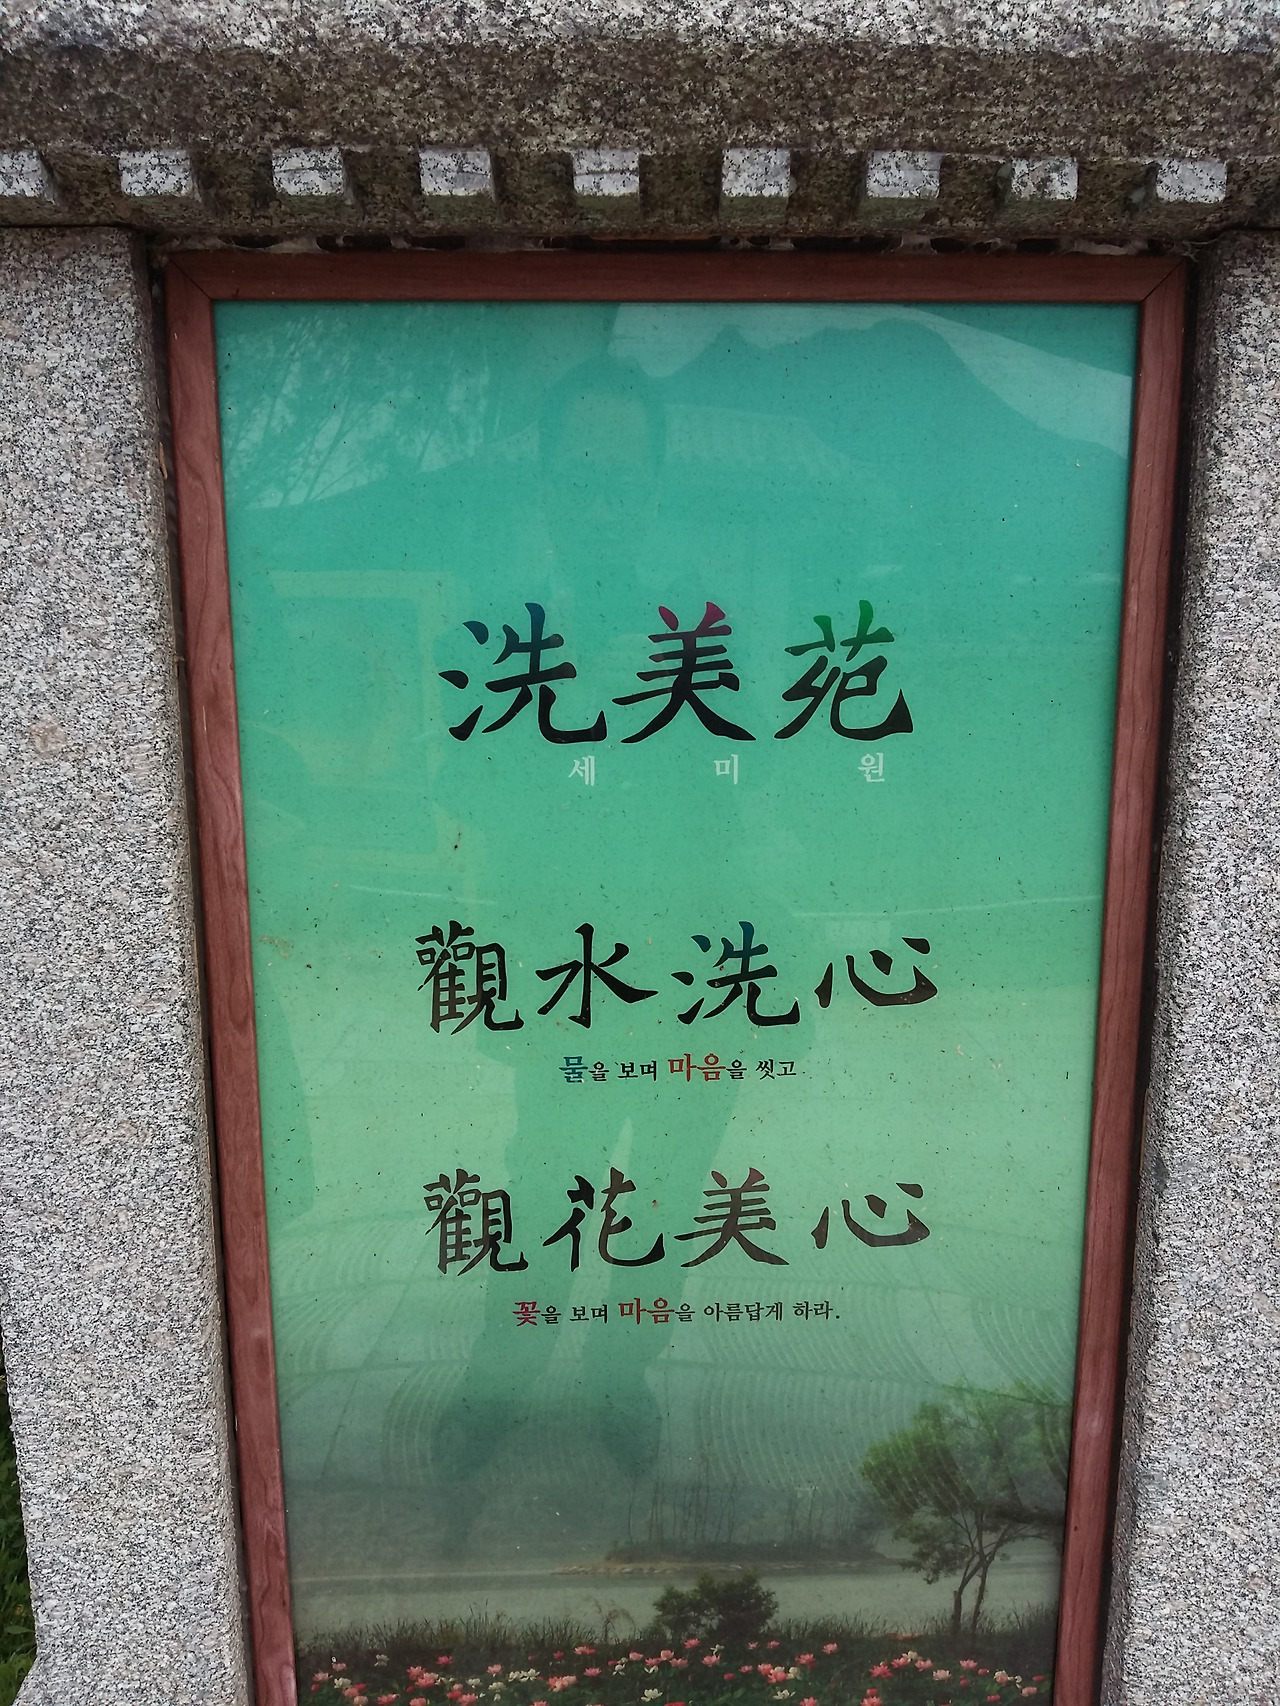 洗美苑
세 미 원
觀水洗心
물을 보며 마음을 씻고
觀花美心
꽃을 보며 마음을 아름답게 하라.